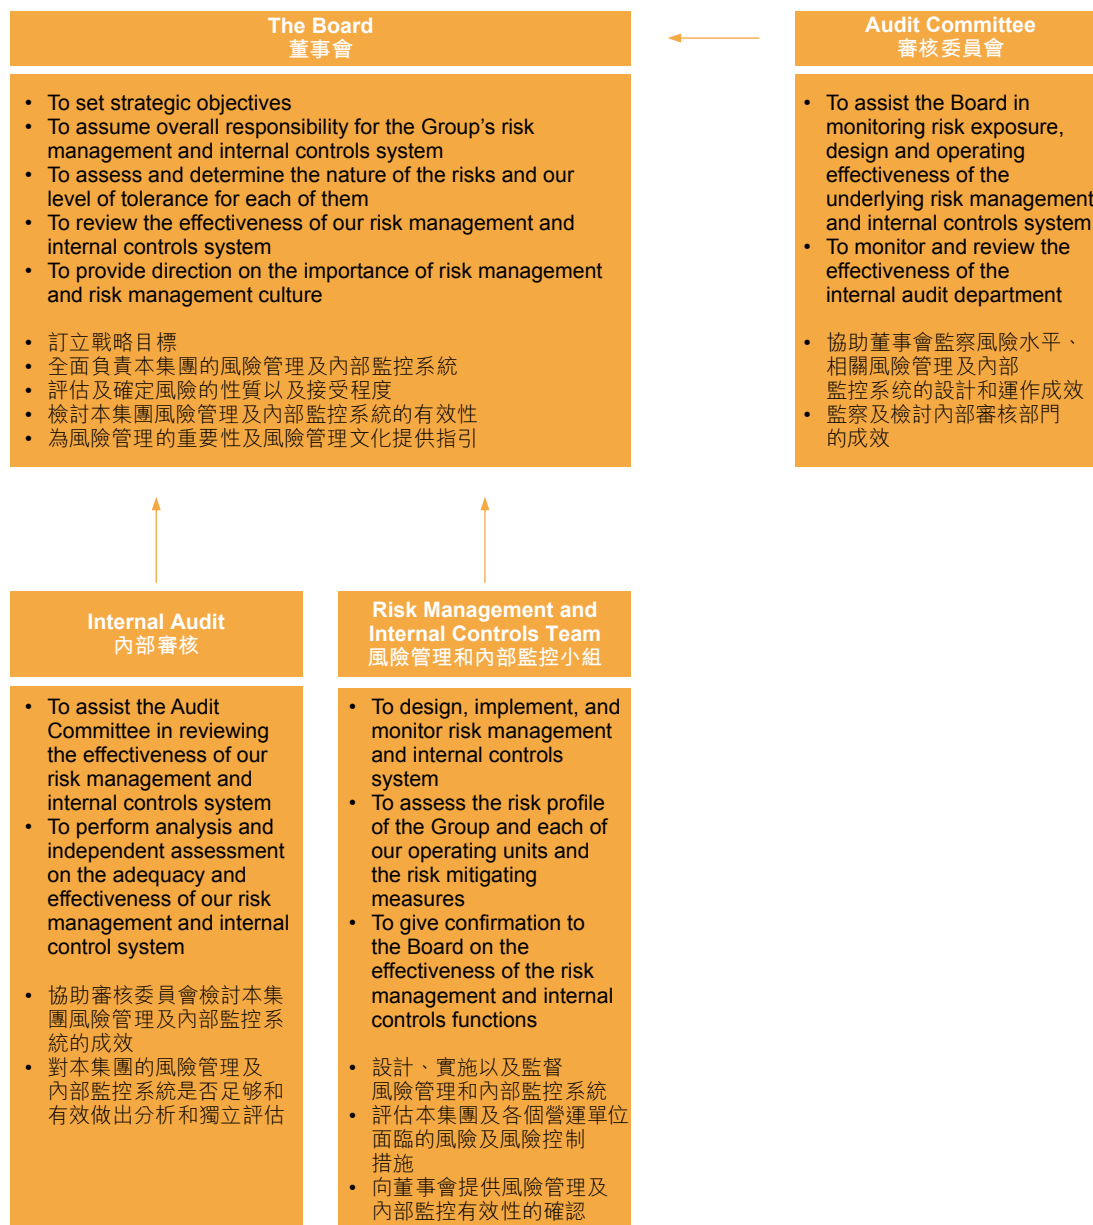 The Board
董事會
• To set strategic objectives
• To assume overall responsibility for the Group’s risk
management and internal controls system
• To assess and determine the nature of the risks and our
level of tolerance for each of them
• To review the effectiveness of our risk management and
internal controls system
• To provide direction on the importance of risk management
and risk management culture
• 訂立戰略目標
• 全面負責本集團的風險管理及內部監控系統
• 評估及確定風險的性質以及接受程度
• 檢討本集團風險管理及內部監控系統的有效性
• 為風險管理的重要性及風險管理文化提供指引
Audit Committee
審核委員會
• To assist the Board in
monitoring risk exposure,
design and operating
effectiveness of the
underlying risk management
and internal controls system
• To monitor and review the
effectiveness of the
internal audit department
• 協助董事會監察風險水平、
相關風險管理及內部
監控系统的設計和運作成效
• 監察及檢討內部審核部門
的成效
Internal Audit
內部審核
• To assist the Audit
Committee in reviewing
the effectiveness of our
risk management and
internal controls system
• To perform analysis and
independent assessment
on the adequacy and
effectiveness of our risk
management and internal
control system
• 協助審核委員會檢討本集
團風險管理及內部監控系
統的成效
• 對本集團的風險管理及
內部監控系統是否足够和
有效做出分析和獨立評估
Risk Management and
Internal Controls Team
風險管理和內部監控小組
• To design, implement, and
monitor risk management
and internal controls
system
• To assess the risk profile
of the Group and each of
our operating units and
the risk mitigating
measures
• To give confirmation to
the Board on the
effectiveness of the risk
management and internal
controls functions
• 設計、實施以及監督
風險管理和內部監控系統
• 評估本集團及各個營運單位
面臨的風險及風險控制
措施
• 向董事會提供風險管理及
內部監控有效性的確認